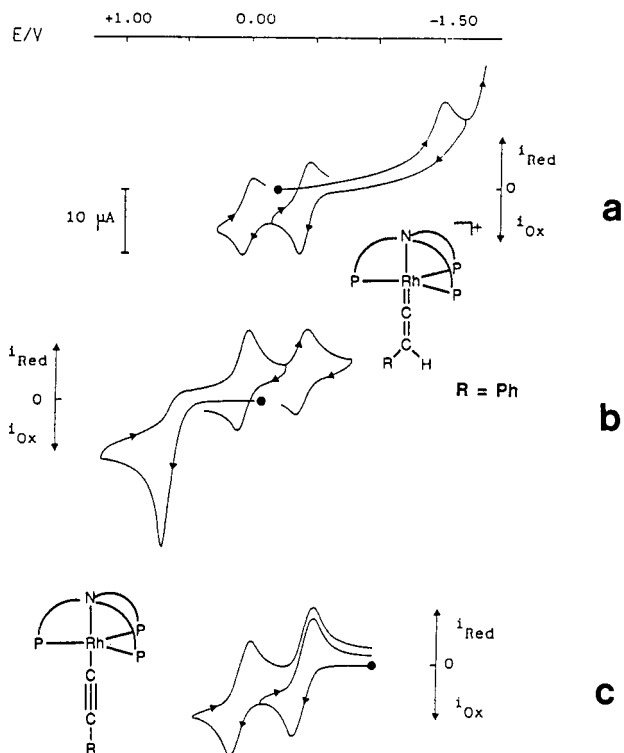 E/V
+1.00 0.00 -1.50
i Red
0
i Ox
a
10 µA
N
P Rh P
P
C
C
R H
+
R = Ph
i Red
0
i Ox
b
N
P Rh P
P
C
C
R
i Red
0
i Ox
c